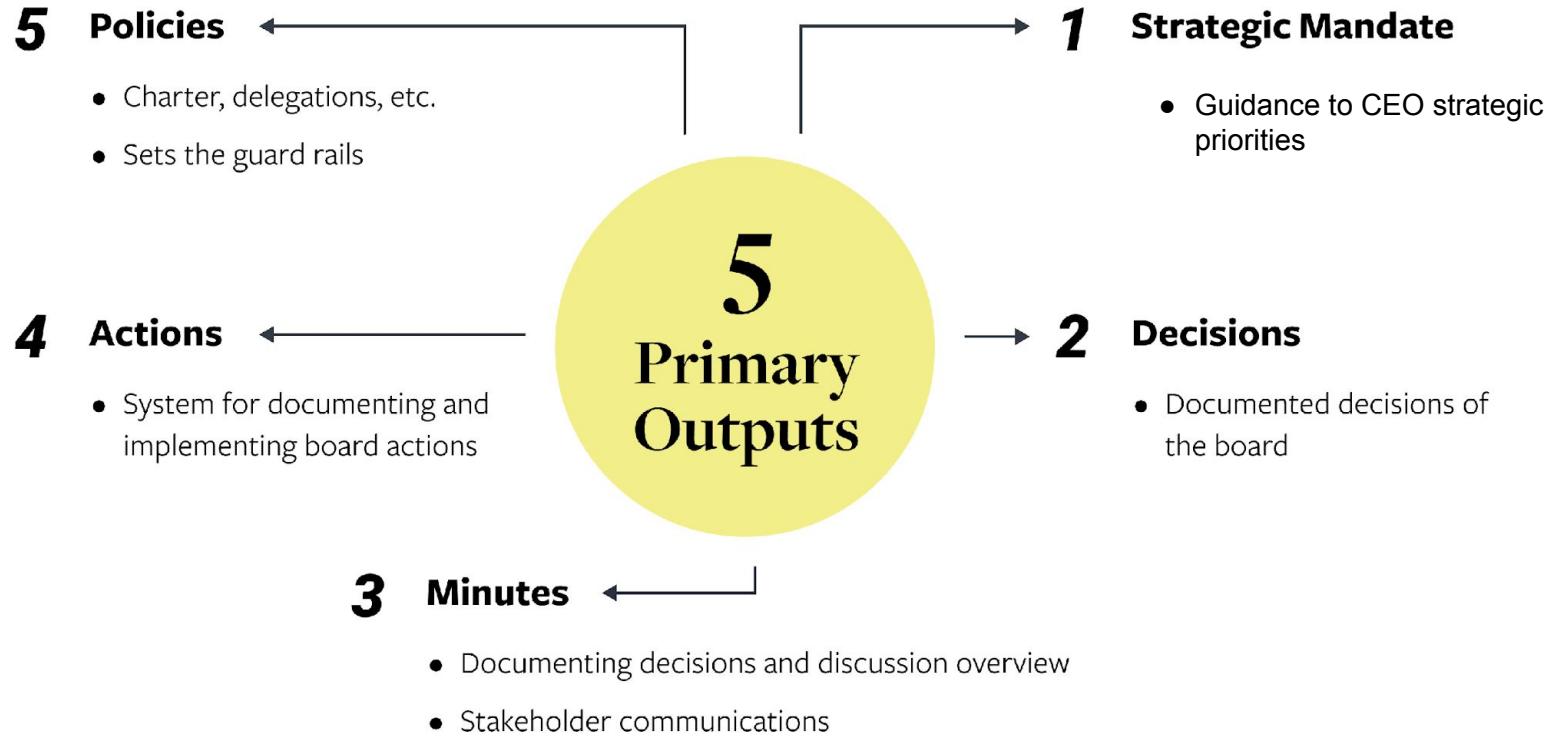 5 Primary Outputs
1 Strategic Mandate
● Guidance to CEO strategic
priorities
2 Decisions
● Documented decisions of
the board
3 Minutes
● Documenting decisions and discussion overview
● Stakeholder communications
4 Actions
● System for documenting and
implementing board actions
5 Policies
● Charter, delegations, etc.
● Sets the guard rails